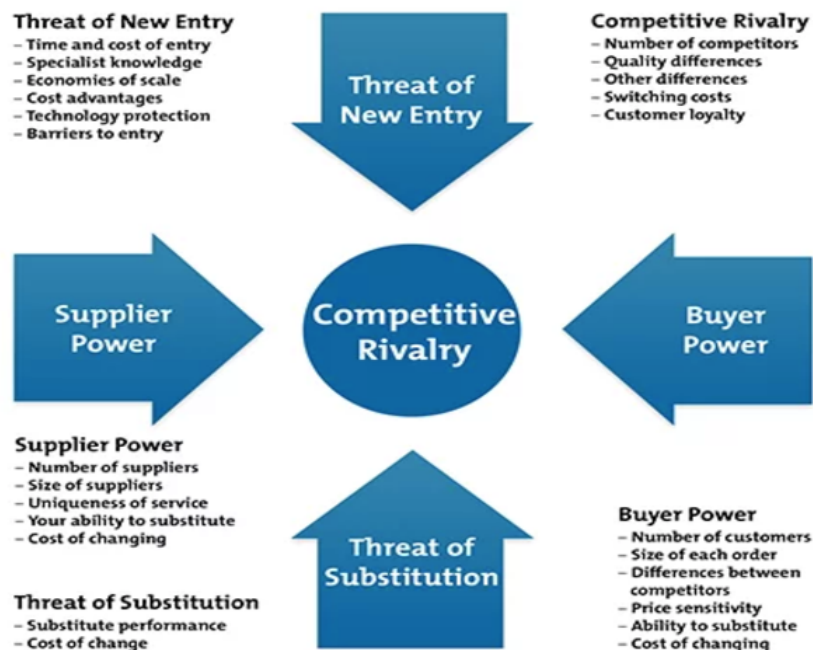 Threat of New Entry
– Time and cost of entry
– Specialist knowledge
– Economies of scale
– Cost advantages
– Technology protection
– Barriers to entry
Threat of
New Entry
Competitive Rivalry
– Number of competitors
– Quality differences
– Other differences
– Switching costs
– Customer loyalty
Supplier
Power
Competitive
Rivalry
Buyer
Power
Supplier Power
– Number of suppliers
– Size of suppliers
– Uniqueness of service
– Your ability to substitute
– Cost of changing
Threat of Substitution
– Substitute performance
– Cost of change
Threat of
Substitution
Buyer Power
– Number of customers
– Size of each order
– Differences between
competitors
– Price sensitivity
– Ability to substitute
– Cost of changing